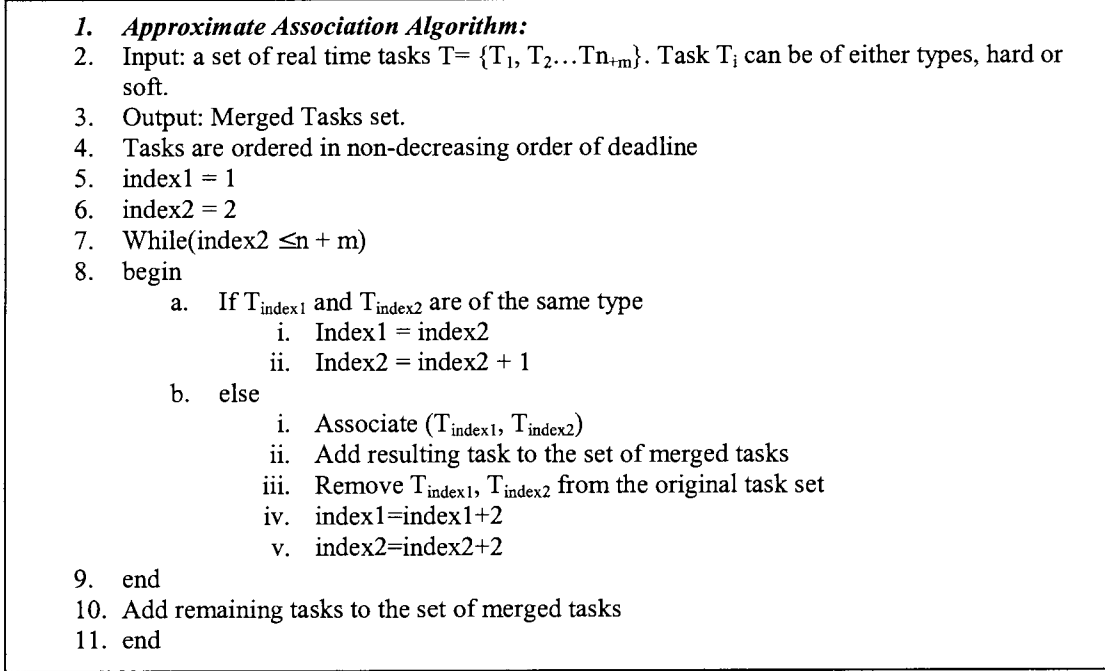 1. Approximate Association Algorithm:
2. Input: a set of real time tasks T= {T1, T2...Tn+m}. Task Ti can be of either types, hard or
soft.
3. Output: Merged Tasks set.
4. Tasks are ordered in non-decreasing order of deadline
5. index1 = 1
6. index2 = 2
7. While(index2 ≤n + m)
8. begin
a. If Tindex1 and Tindex2 are of the same type
i. Index1 = index2
ii. Index2 = index2 + 1
b. else
i. Associate (Tindex1, Tindex2)
ii. Add resulting task to the set of merged tasks
iii. Remove Tindex1, Tindex2 from the original task set
iv. index1=index1+2
v. index2=index2+2
9. end
10. Add remaining tasks to the set of merged tasks
11. end